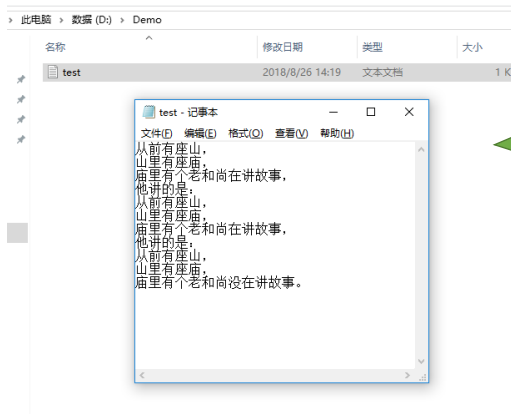 此电脑 › 数据 (D:) › Demo
名称 修改日期 类型 大小
test 2018/8/26 14:19 文本文档 1 K
test - 记事本
文件(F) 编辑(E) 格式(O) 查看(V) 帮助(H)
从前有座山，
山里有座庙，
庙里有个老和尚在讲故事，
他讲的是：
从前有座山，
山里有座庙，
庙里有个老和尚在讲故事，
他讲的是：
从前有座山，
山里有座庙，
庙里有个老和尚没在讲故事。